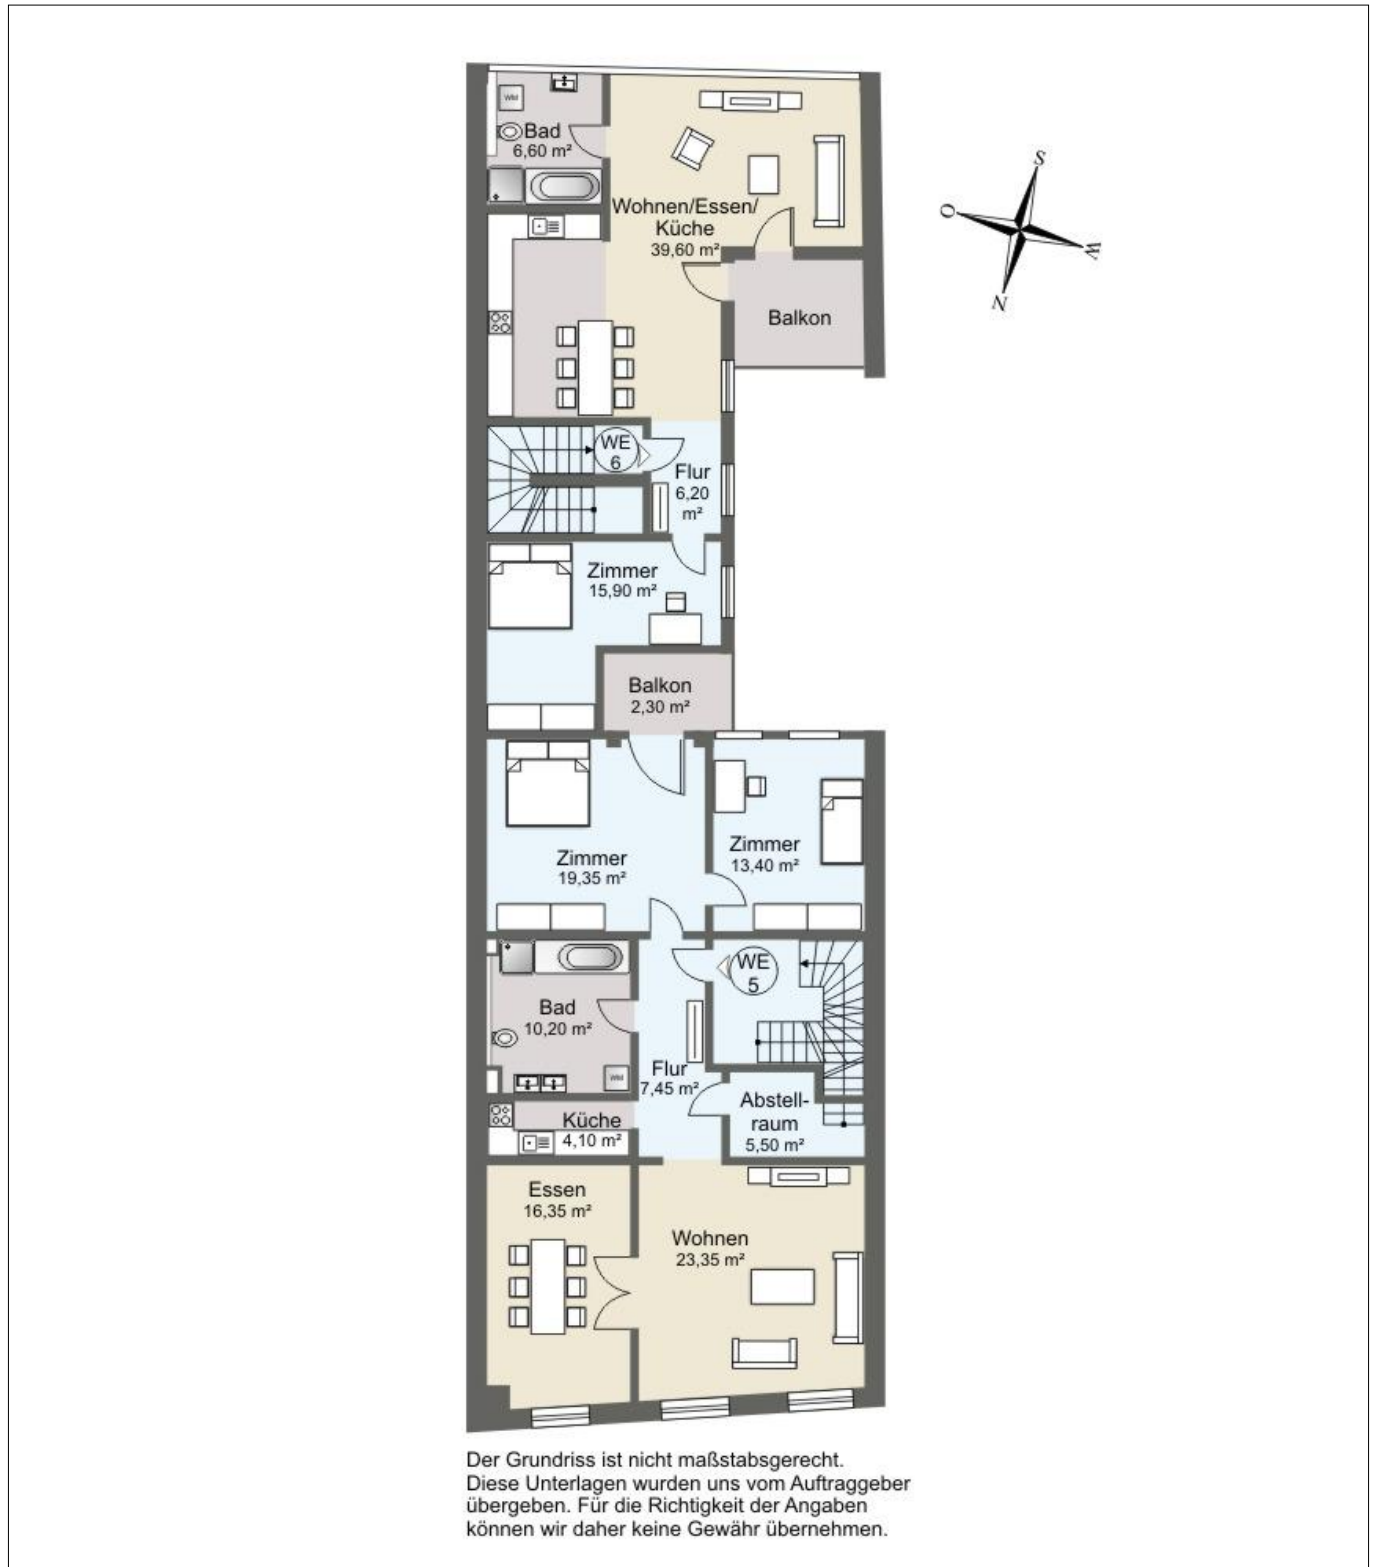 WM
Bad
6,60 m²
Wohnen/Essen/
Küche
39,60 m²
S
O
W
N
Balkon
WE
6
Flur
6,20
m²
Zimmer
15,90 m²
Balkon
2,30 m²
Zimmer
19,35 m²
Zimmer
13,40 m²
WE
5
Bad
10,20 m²
WM
Flur
7,45 m²
Abstell-
raum
5,50 m²
Küche
4,10 m²
Essen
16,35 m²
Wohnen
23,35 m²
Der Grundriss ist nicht maßstabsgerecht.
Diese Unterlagen wurden uns vom Auftraggeber
übergeben. Für die Richtigkeit der Angaben
können wir daher keine Gewähr übernehmen.